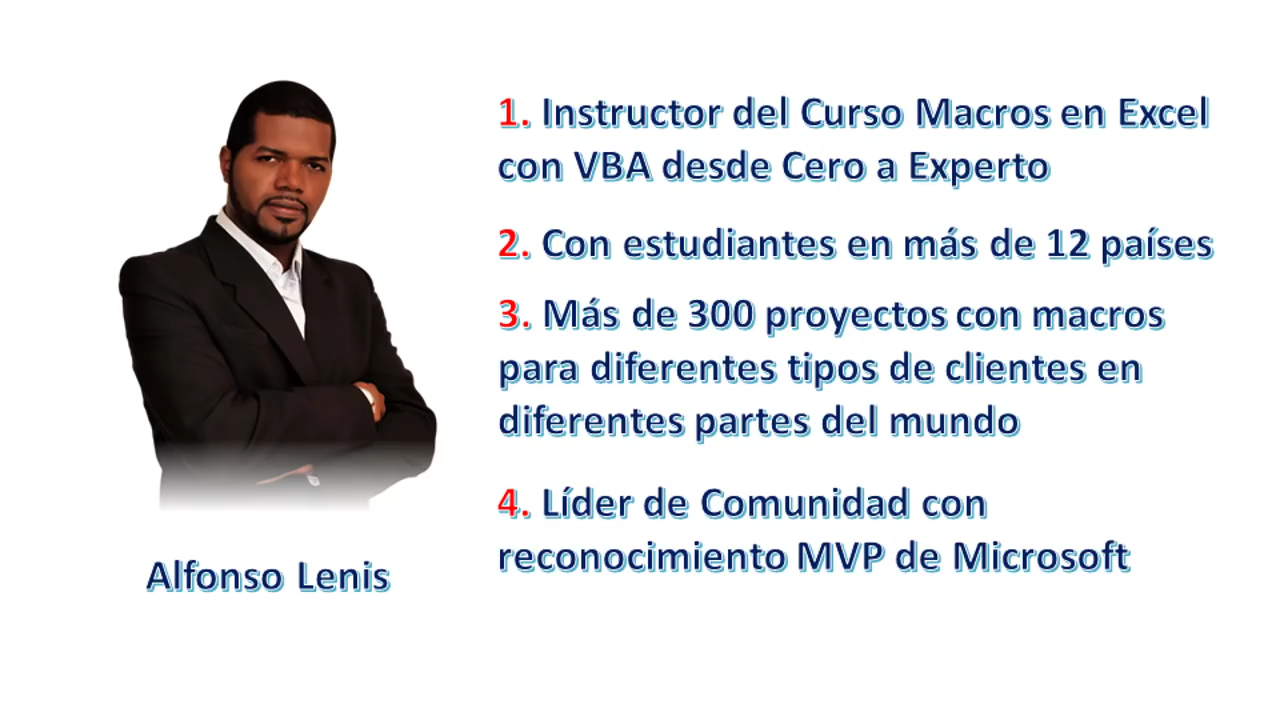 1. Instructor del Curso Macros en Excel
con VBA desde Cero a Experto
2. Con estudiantes en más de 12 países
3. Más de 300 proyectos con macros
para diferentes tipos de clientes en
diferentes partes del mundo
4. Líder de Comunidad con
reconocimiento MVP de Microsoft
Alfonso Lenis